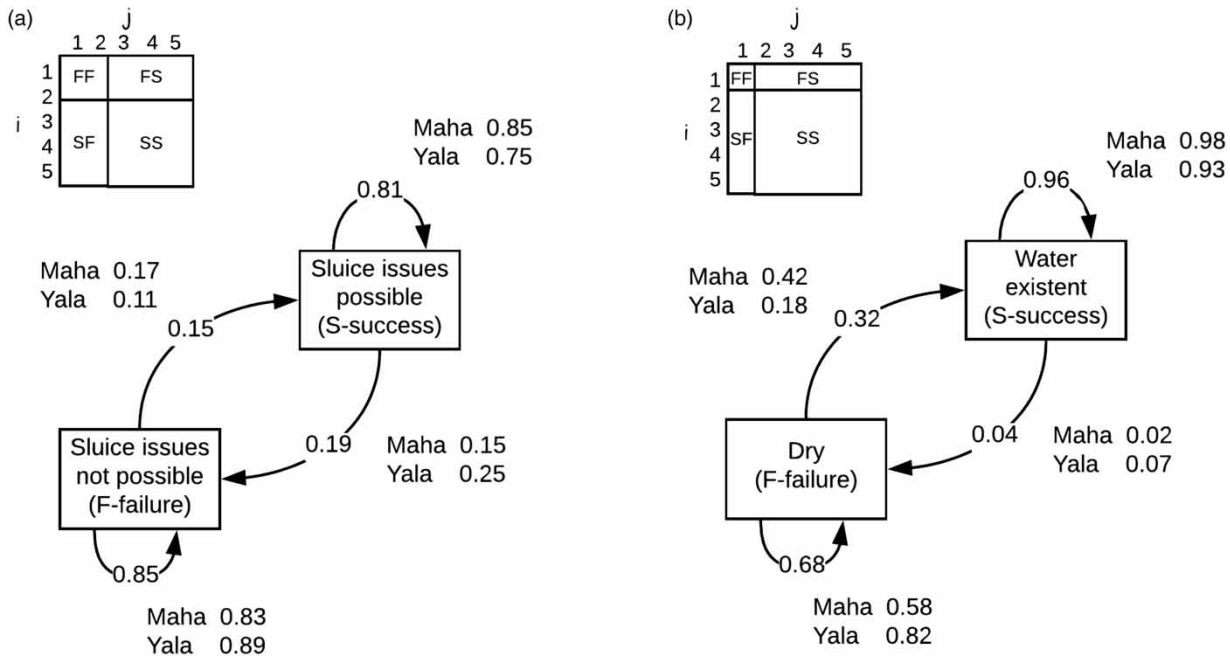 (a)
j
1 2 3 4 5
1 FF FS
2
i 3
4 SF SS
5
Maha 0.85
Yala 0.75
0.81
Sluice issues
possible
(S-success)
Maha 0.17
Yala 0.11
0.15
0.19
Maha 0.15
Yala 0.25
Sluice issues
not possible
(F-failure)
0.85
Maha 0.83
Yala 0.89
(b)
j
1 2 3 4 5
1 FF FS
2
i 3 SF SS
4
5
Maha 0.98
Yala 0.93
0.96
Water
existent
(S-success)
Maha 0.42
Yala 0.18
0.32
0.04
Maha 0.02
Yala 0.07
Dry
(F-failure)
0.68
Maha 0.58
Yala 0.82